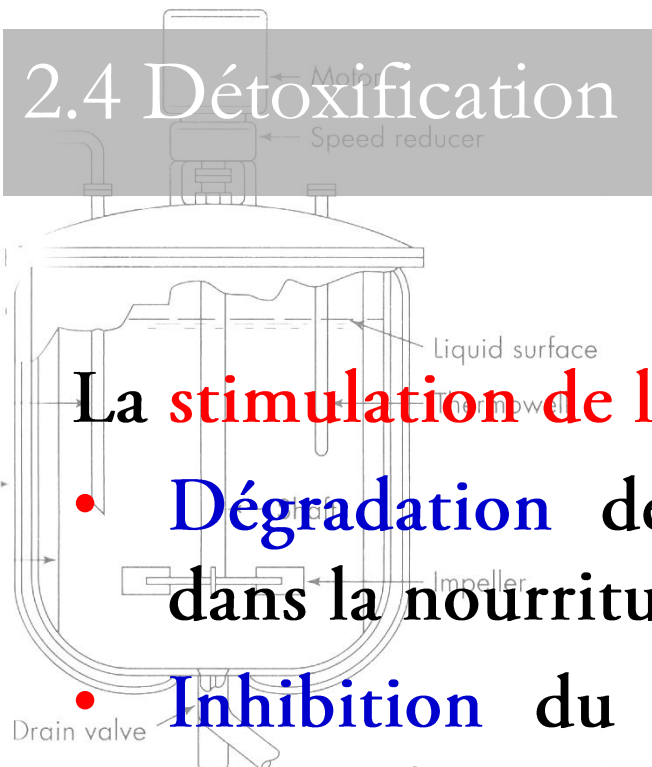 2.4 Détoxification
Motor
Speed reducer
Liquid surface
La stimulation de l
Thermowell
Dégradation de
Shaft
dans la nourritu
Impeller
Inhibition du
Drain valve